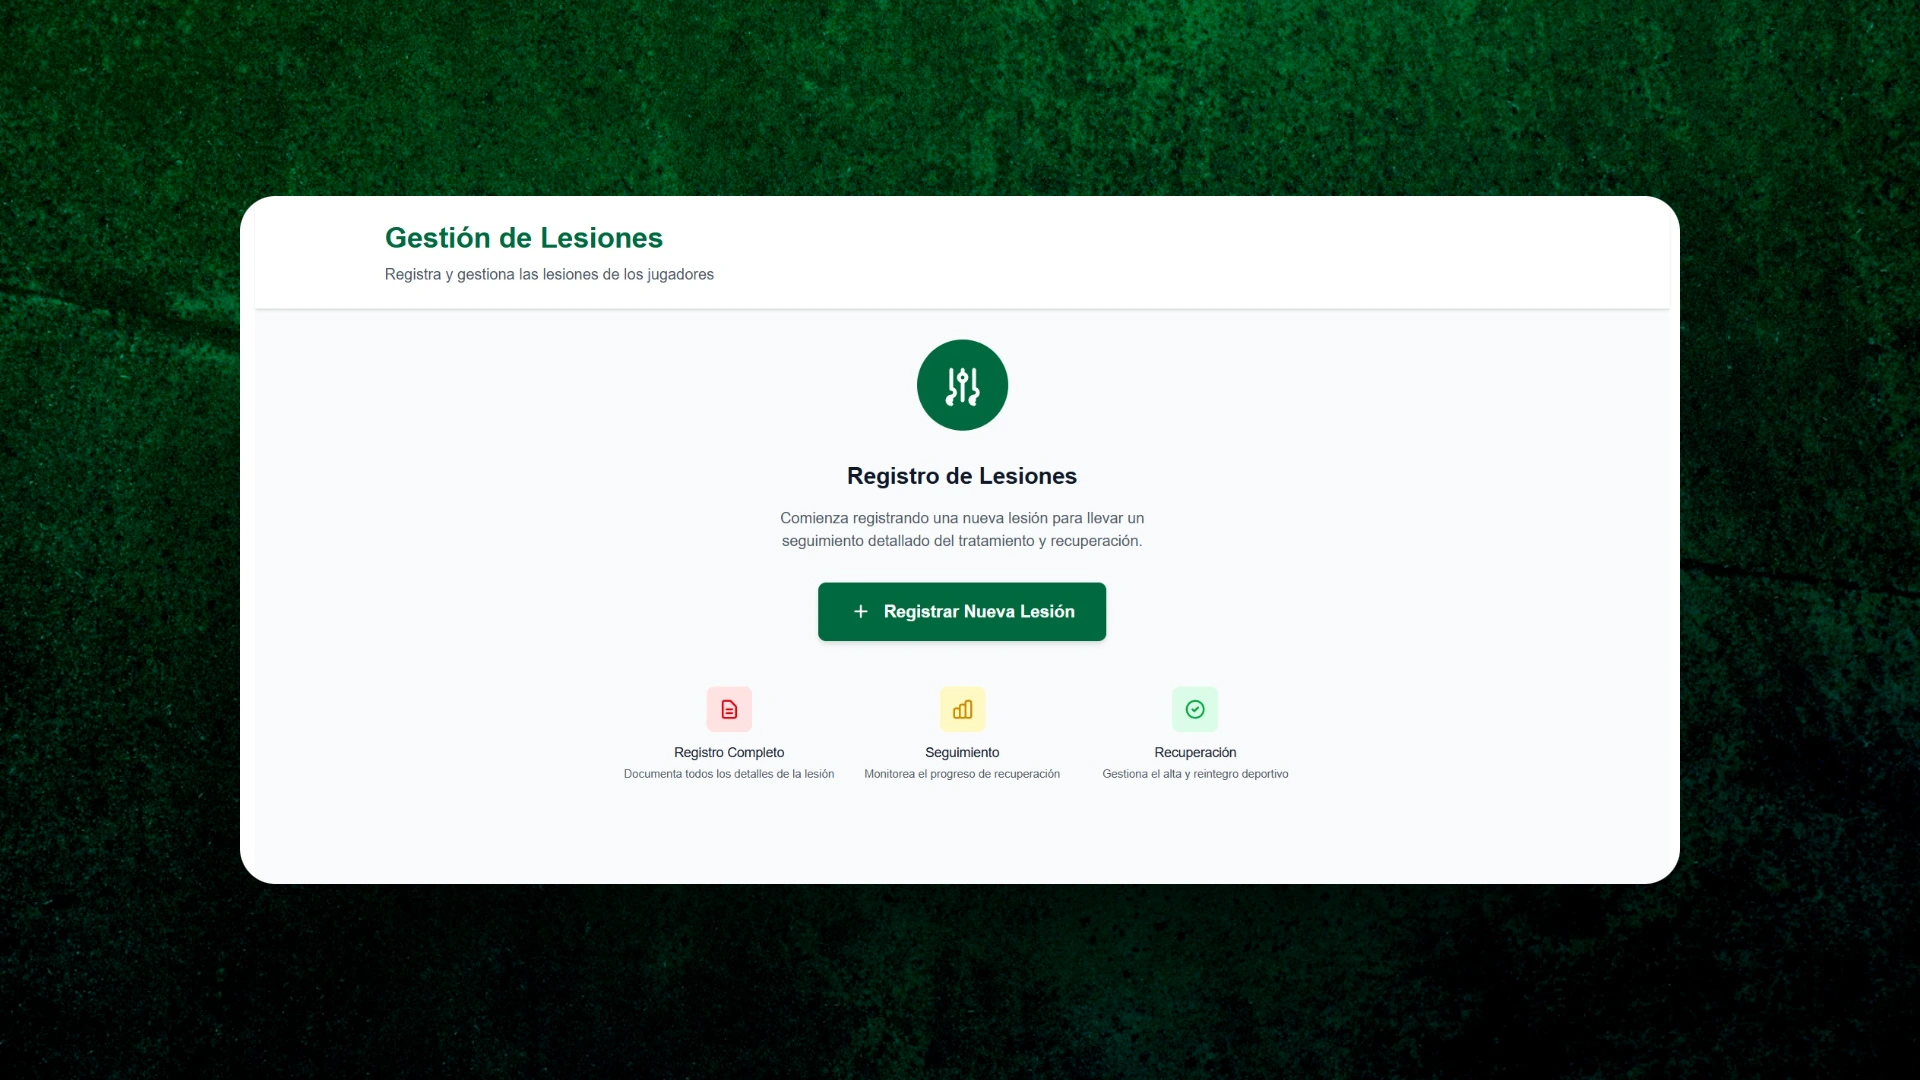 Gestión de Lesiones
Registra y gestiona las lesiones de los jugadores
Registro de Lesiones
Comienza registrando una nueva lesión para llevar un
seguimiento detallado del tratamiento y recuperación.
+ Registrar Nueva Lesión
Registro Completo
Documenta todos los detalles de la lesión
Seguimiento
Monitorea el progreso de recuperación
Recuperación
Gestiona el alta y reintegro deportivo